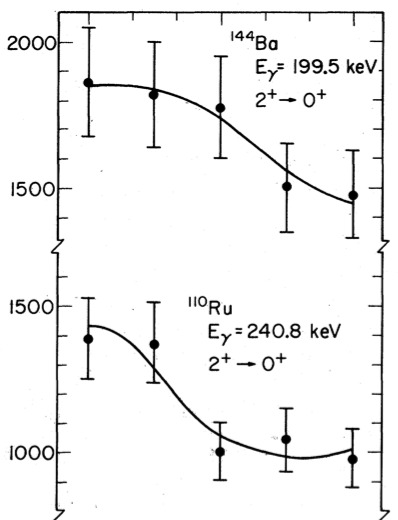 2000
¹⁴⁴Ba
Eγ = 199.5 keV
2⁺ → 0⁺
1500
1500
¹¹⁰Ru
Eγ = 240.8 keV
2⁺ → 0⁺
1000